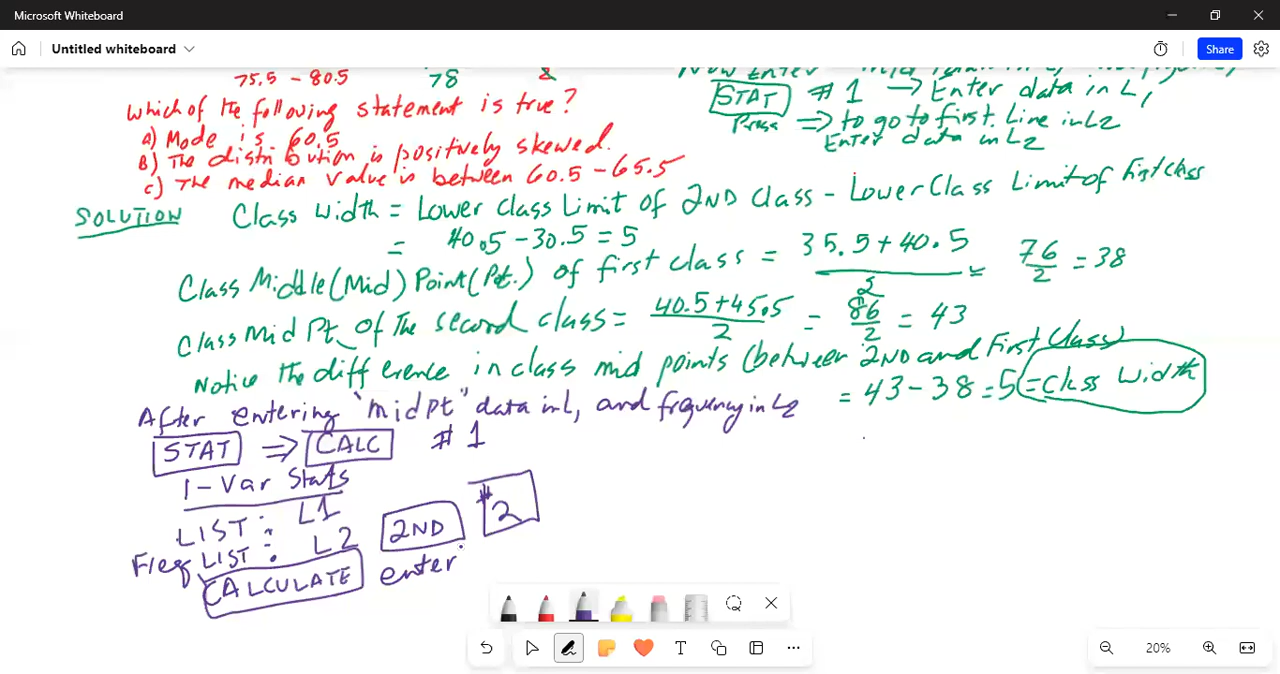 Microsoft Whiteboard
Untitled whiteboard
Share
75.5 - 80.5 78 2
Which of the following statement is true?
a) Mode is 60.5
B) The distribution is positively skewed.
c) The median value is between 60.5 - 65.5
Enter
STAT # 1 → Enter data in L1
Press ⇒ to go to first Line in L2
Enter data in L2
SOLUTION Class width = Lower Class Limit of 2ND Class - Lower Class Limit of first class
= 40.5 - 30.5 = 5
Class Middle(Mid) Point(Pt.) of first class = 35.5 + 40.5 / 2 = 76 / 2 = 38
Class Mid Pt. of The second class = 40.5 + 45.5 / 2 = 86 / 2 = 43
Notice the difference in class mid points (between 2ND and First Class)
= 43 - 38 = 5 = class width
After entering "midpt" data in L1 and frequency in L2
STAT ⇒ CALC # 1
1-Var Stats
LIST: L1
Freq LIST: L2 2ND #2
CALCULATE enter
20%